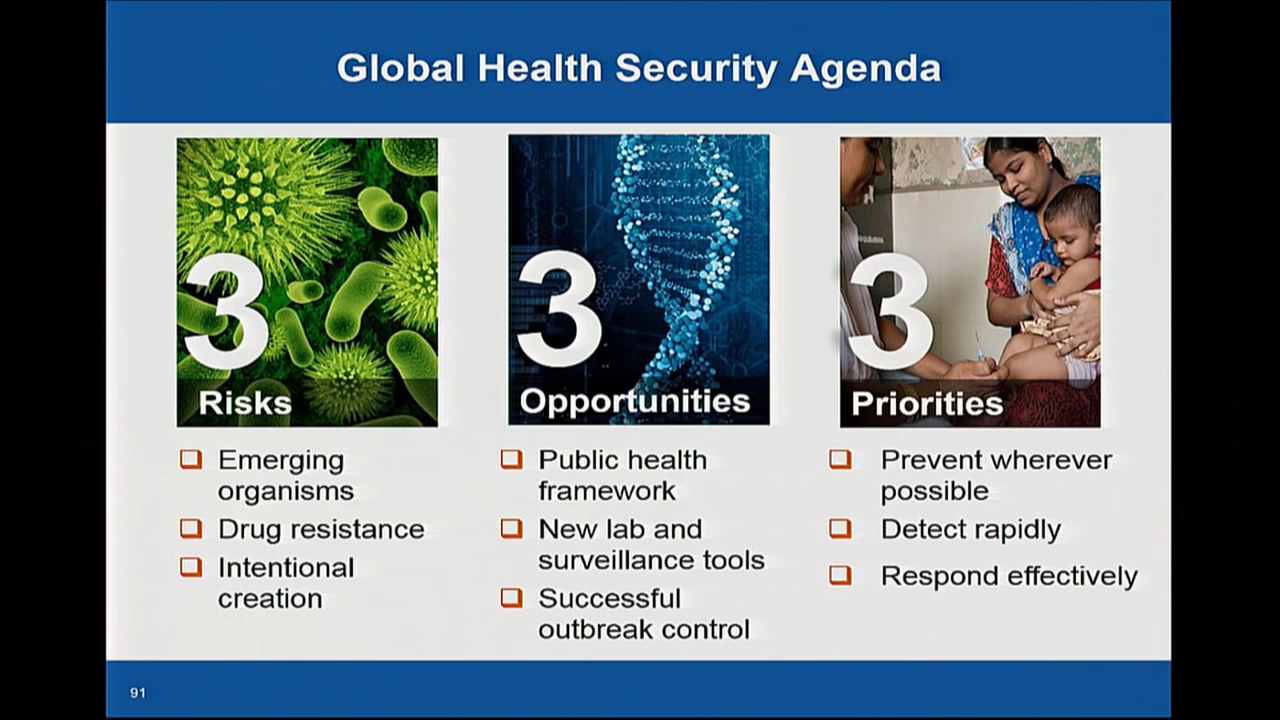 Global Health Security Agenda
3
Risks
Emerging
organisms
Drug resistance
Intentional
creation
3
Opportunities
Public health
framework
New lab and
surveillance tools
Successful
outbreak control
3
Priorities
Prevent wherever
possible
Detect rapidly
Respond effectively
91